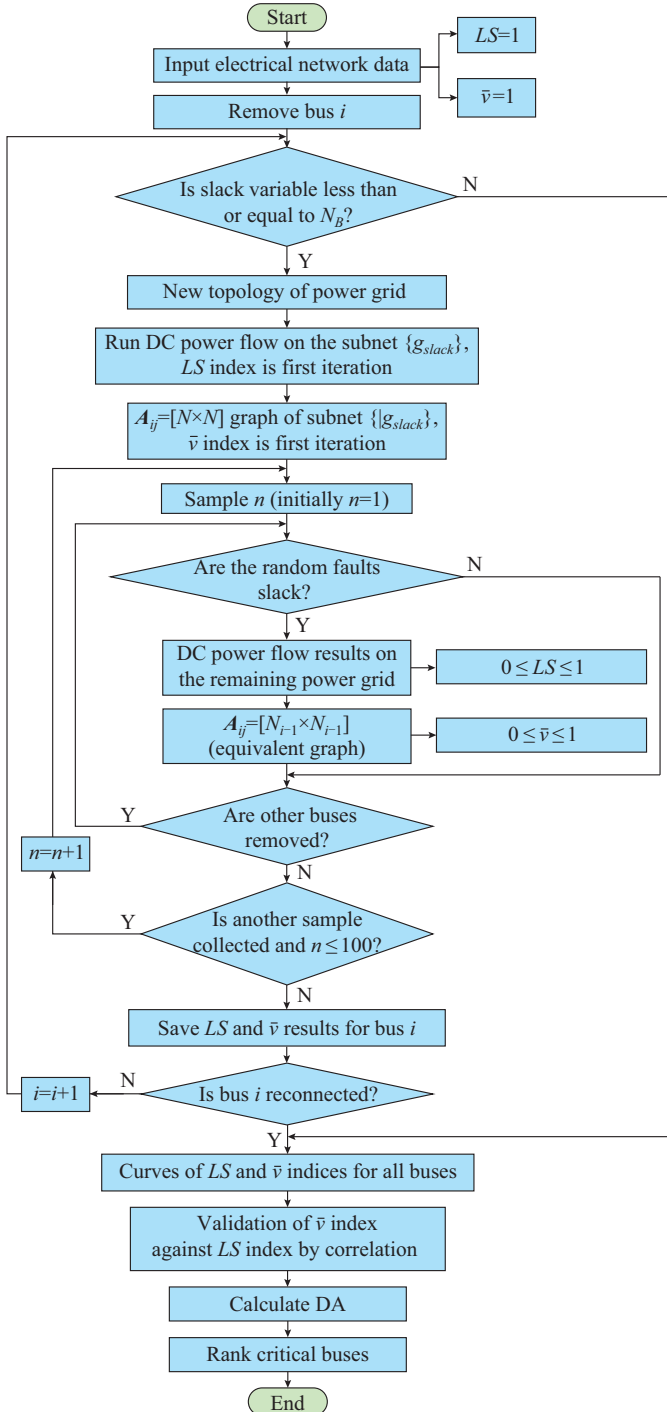 Start
Input electrical network data
LS=1
v̄=1
Remove bus i
Is slack variable less than
or equal to N_B?
N
Y
New topology of power grid
Run DC power flow on the subnet {g_slack},
LS index is first iteration
A_ij=[N×N] graph of subnet {|g_slack},
v̄ index is first iteration
Sample n (initially n=1)
Are the random faults
slack?
N
Y
DC power flow results on
the remaining power grid
0≤LS≤1
A_ij=[N_i−1×N_i−1]
(equivalent graph)
0≤v̄≤1
Y
Are other buses
removed?
n=n+1
N
Y
Is another sample
collected and n≤100?
N
Save LS and v̄ results for bus i
i=i+1
N
Is bus i reconnected?
Y
Curves of LS and v̄ indices for all buses
Validation of v̄ index
against LS index by correlation
Calculate DA
Rank critical buses
End